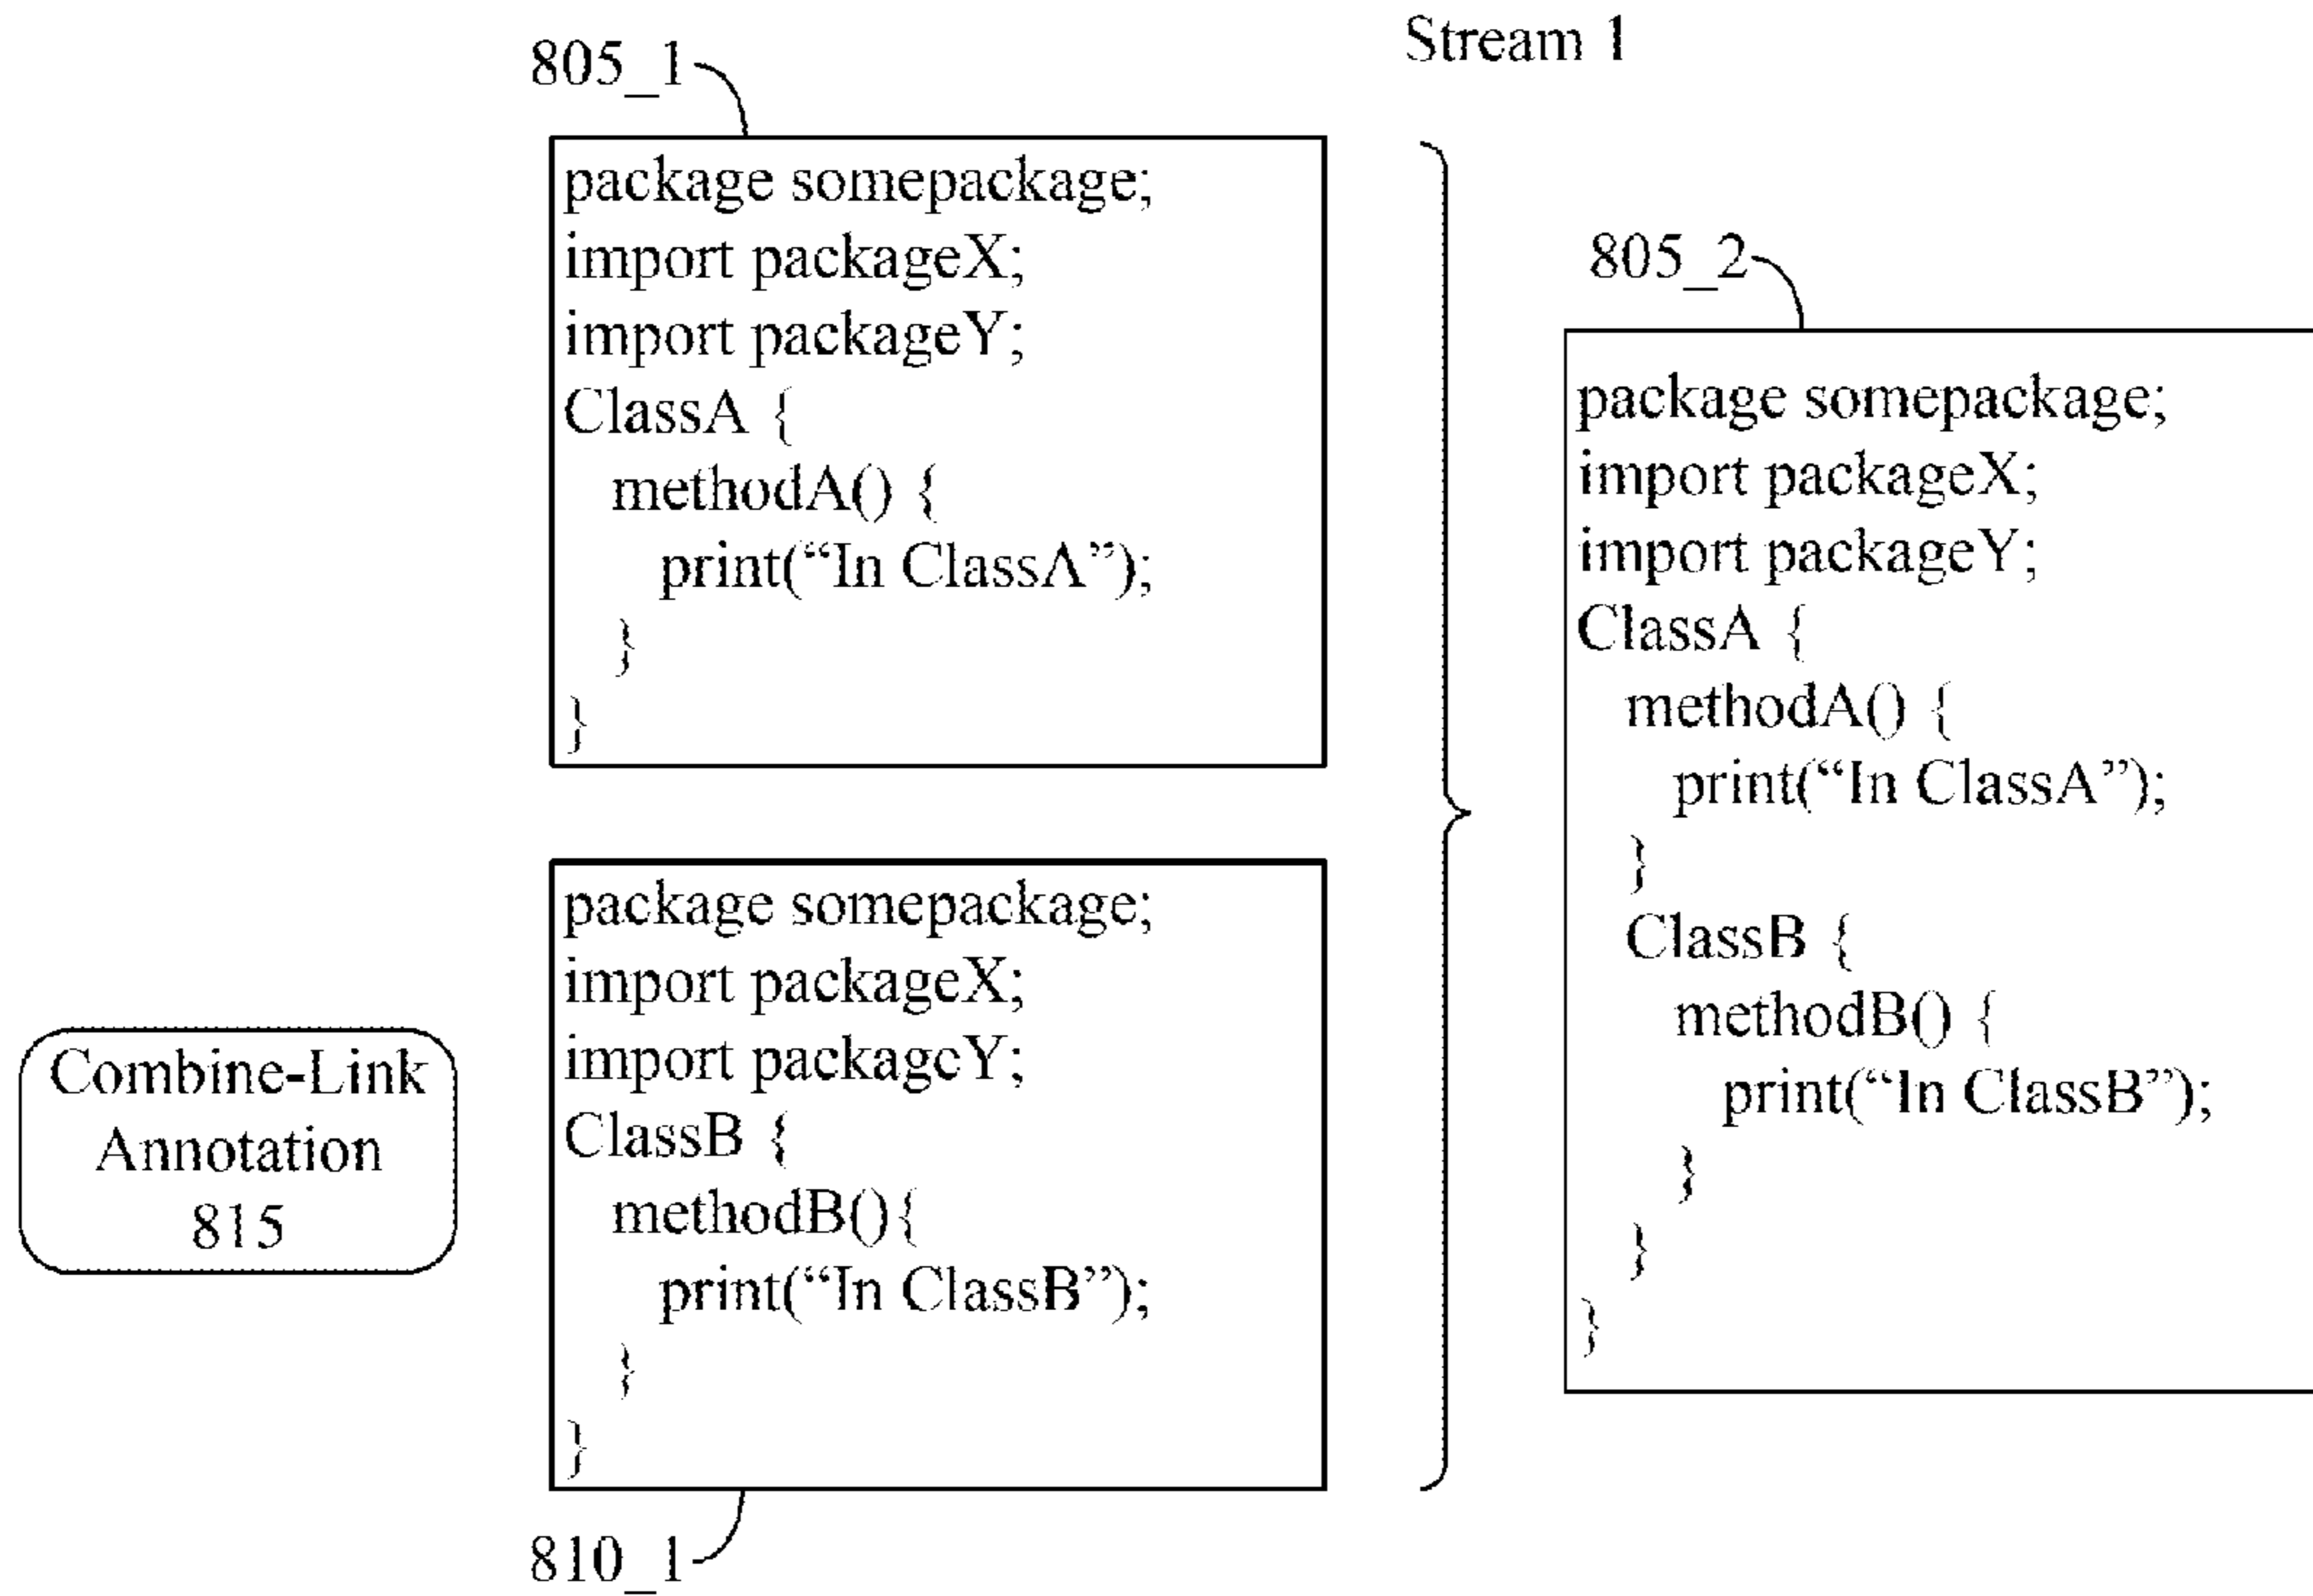 Stream 1
805_1
package somepackage;
import packageX;
import packageY;
ClassA {
methodA() {
print(“In ClassA”);
}
}
Combine-Link
Annotation
815
package somepackage;
import packageX;
import packageY;
ClassB {
methodB(){
print(“In ClassB”);
}
}
810_1
805_2
package somepackage;
import packageX;
import packageY;
ClassA {
methodA() {
print(“In ClassA”);
}
ClassB {
methodB() {
print(“In ClassB”);
}
}
}